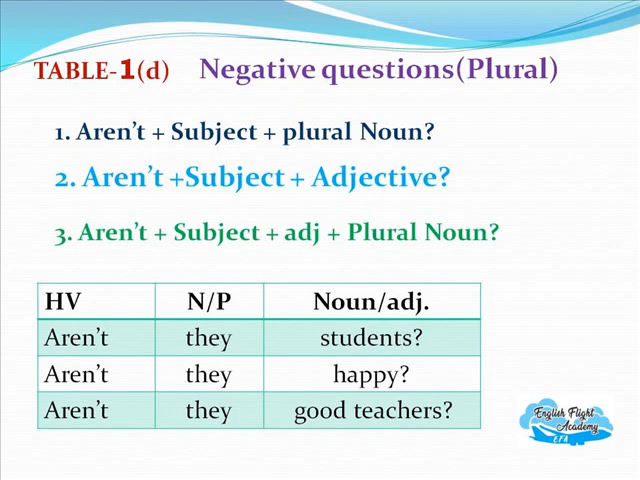 TABLE-1(d) Negative questions(Plural)
1. Aren’t + Subject + plural Noun?
2. Aren’t +Subject + Adjective?
3. Aren’t + Subject + adj + Plural Noun?
HV N/P Noun/adj.
Aren’t they students?
Aren’t they happy?
Aren’t they good teachers?
English Flight
Academy
E.F.A